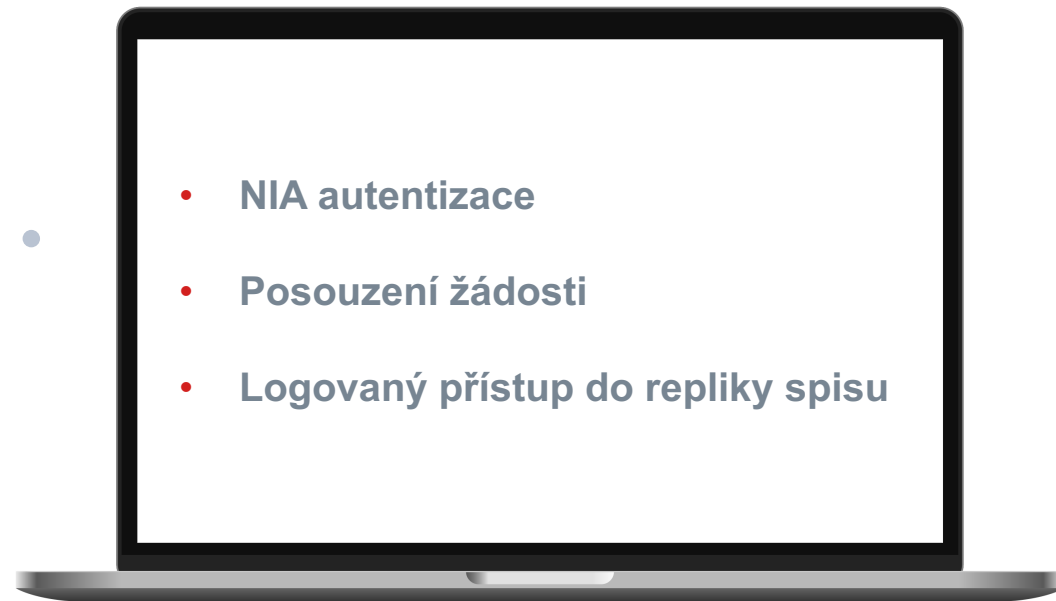 • NIA autentizace
• Posouzení žádosti
• Logovaný přístup do repliky spisu